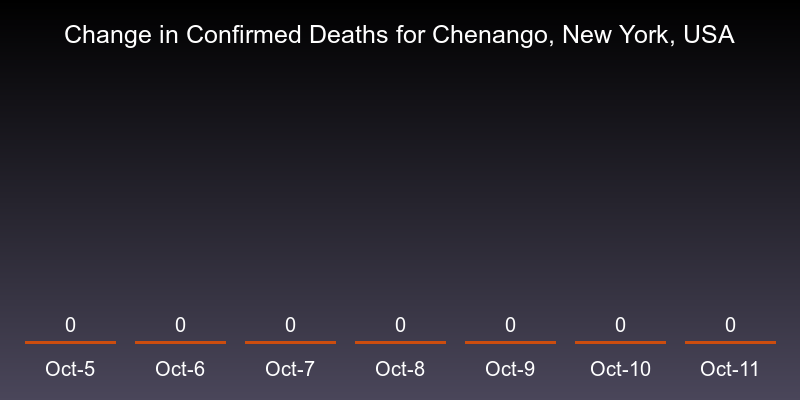 Change in Confirmed Deaths for Chenango, New York, USA
0 0 0 0 0 0 0
Oct-5 Oct-6 Oct-7 Oct-8 Oct-9 Oct-10 Oct-11